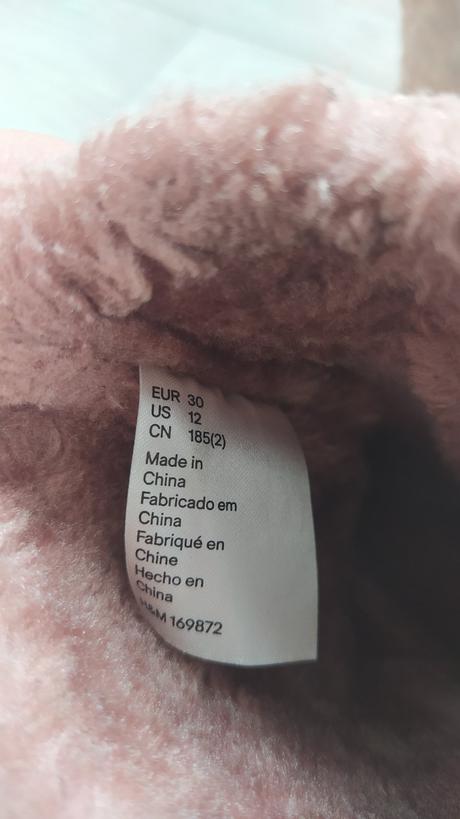 EUR 30
US 12
CN 185(2)
Made in
China
Fabricado em
China
Fabriqué en
Chine
Hecho en
China
H&M 169872